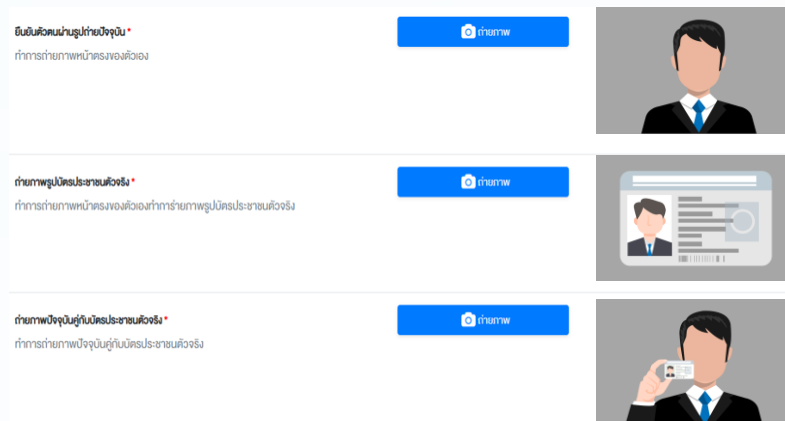 ยืนยันตัวตนผ่านรูปถ่ายปัจจุบัน *
ถ่ายภาพ
ทำการถ่ายภาพหน้าตรงของตัวเอง
ถ่ายภาพรูปบัตรประชาชนตัวจริง *
ถ่ายภาพ
ทำการถ่ายภาพหน้าตรงของตัวเองทำการ่ายภาพรูปบัตรประชาชนตัวจริง
ถ่ายภาพปัจจุบันคู่กับบัตรประชาชนตัวจริง *
ถ่ายภาพ
ทำการถ่ายภาพปัจจุบันคู่กับบัตรประชาชนตัวจริง